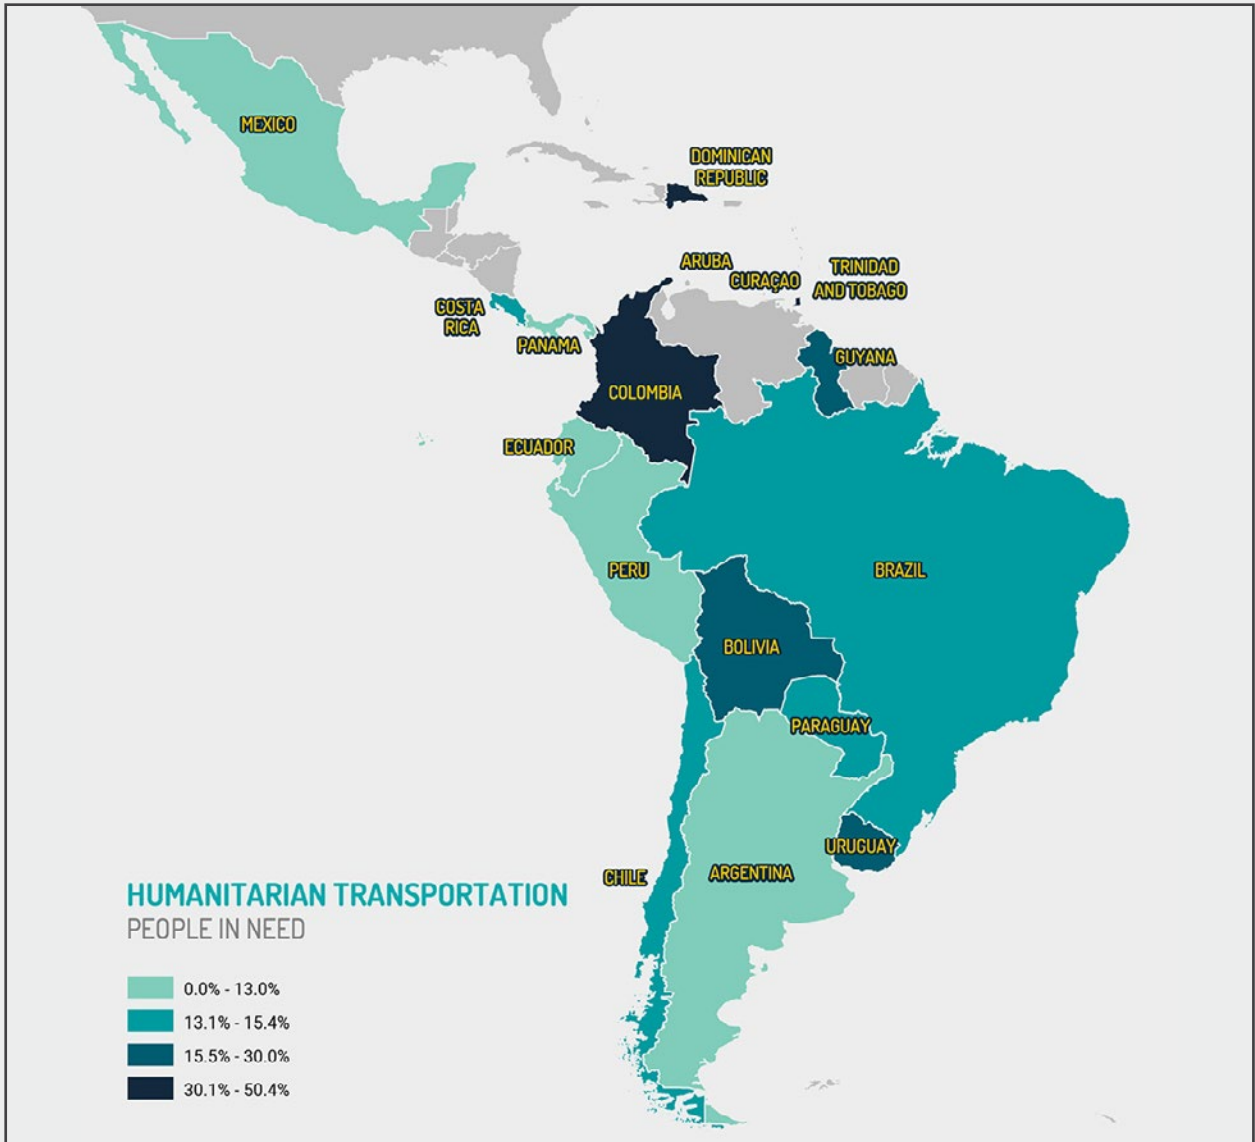 MEXICO
DOMINICAN
REPUBLIC
ARUBA
CURAÇAO
TRINIDAD
AND TOBAGO
COSTA
RICA
PANAMA
GUYANA
COLOMBIA
ECUADOR
PERU
BRAZIL
BOLIVIA
PARAGUAY
URUGUAY
CHILE
ARGENTINA
HUMANITARIAN TRANSPORTATION
PEOPLE IN NEED
0.0% - 13.0%
13.1% - 15.4%
15.5% - 30.0%
30.1% - 50.4%